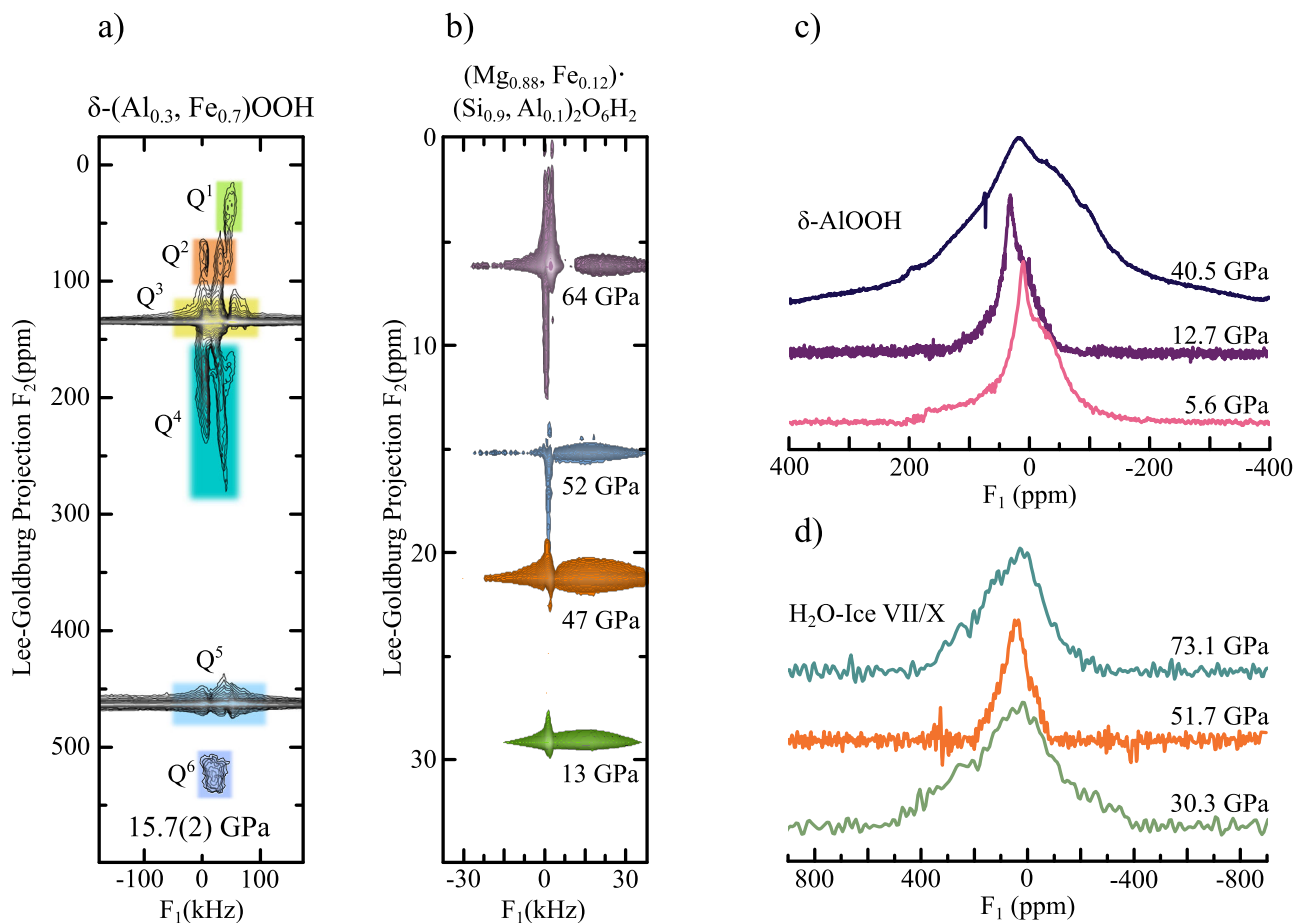 a)
δ-(Al0.3, Fe0.7)OOH
Lee-Goldburg Projection F2(ppm)
0
100
200
300
400
500
Q1
Q2
Q3
Q4
Q5
Q6
15.7(2) GPa
-100 0 100
F1(kHz)
b)
(Mg0.88, Fe0.12)·
(Si0.9, Al0.1)2O6H2
Lee-Goldburg Projection F2(ppm)
0
10
20
30
64 GPa
52 GPa
47 GPa
13 GPa
-30 0 30
F1(kHz)
c)
δ-AlOOH
40.5 GPa
12.7 GPa
5.6 GPa
400 200 0 -200 -400
F1 (ppm)
d)
H2O-Ice VII/X
73.1 GPa
51.7 GPa
30.3 GPa
800 400 0 -400 -800
F1 (ppm)